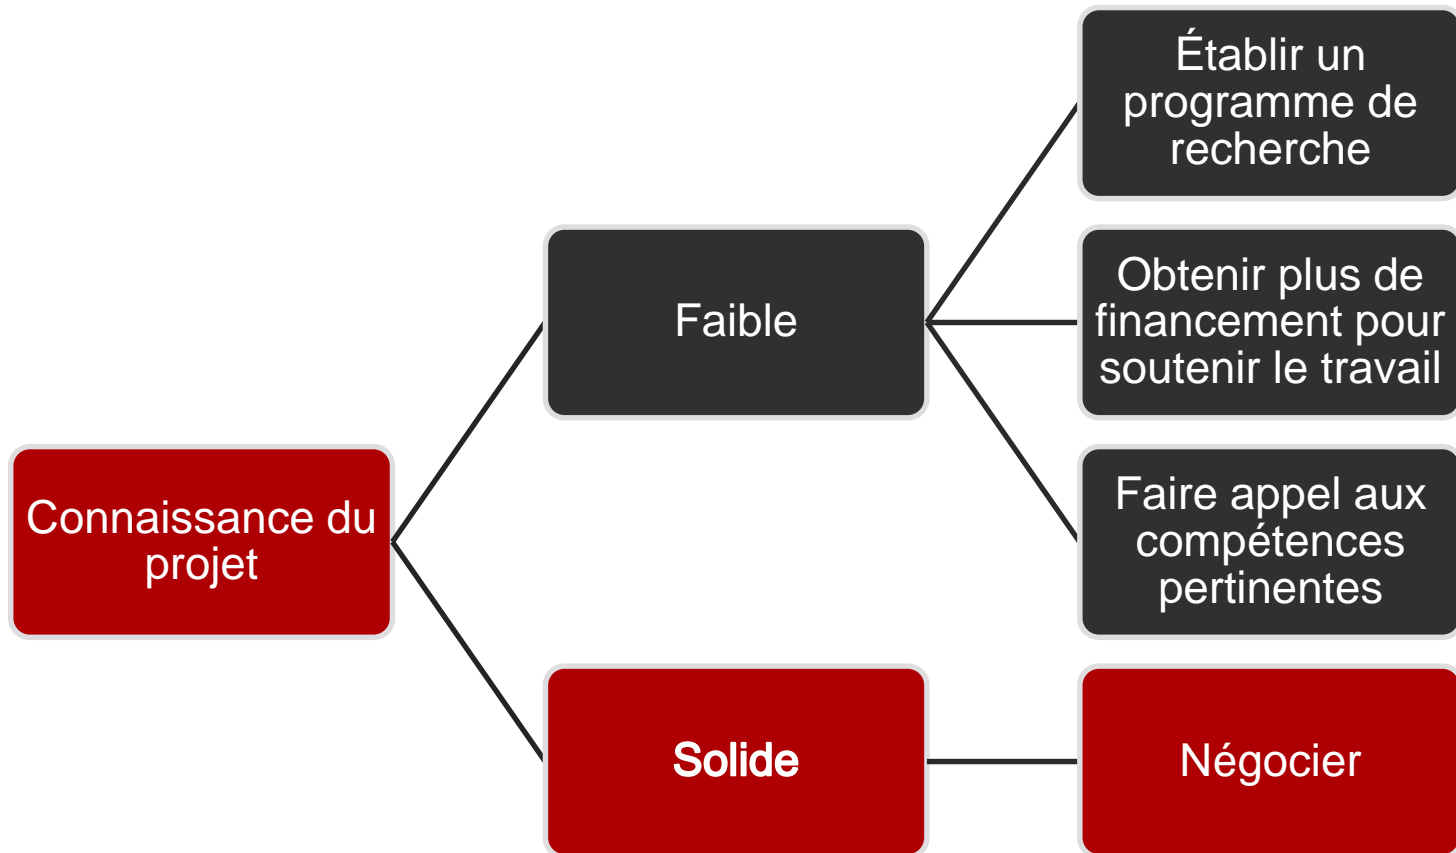 Établir un
programme de
recherche
Faible
Obtenir plus de
financement pour
soutenir le travail
Connaissance du
projet
Faire appel aux
compétences
pertinentes
Solide
Négocier